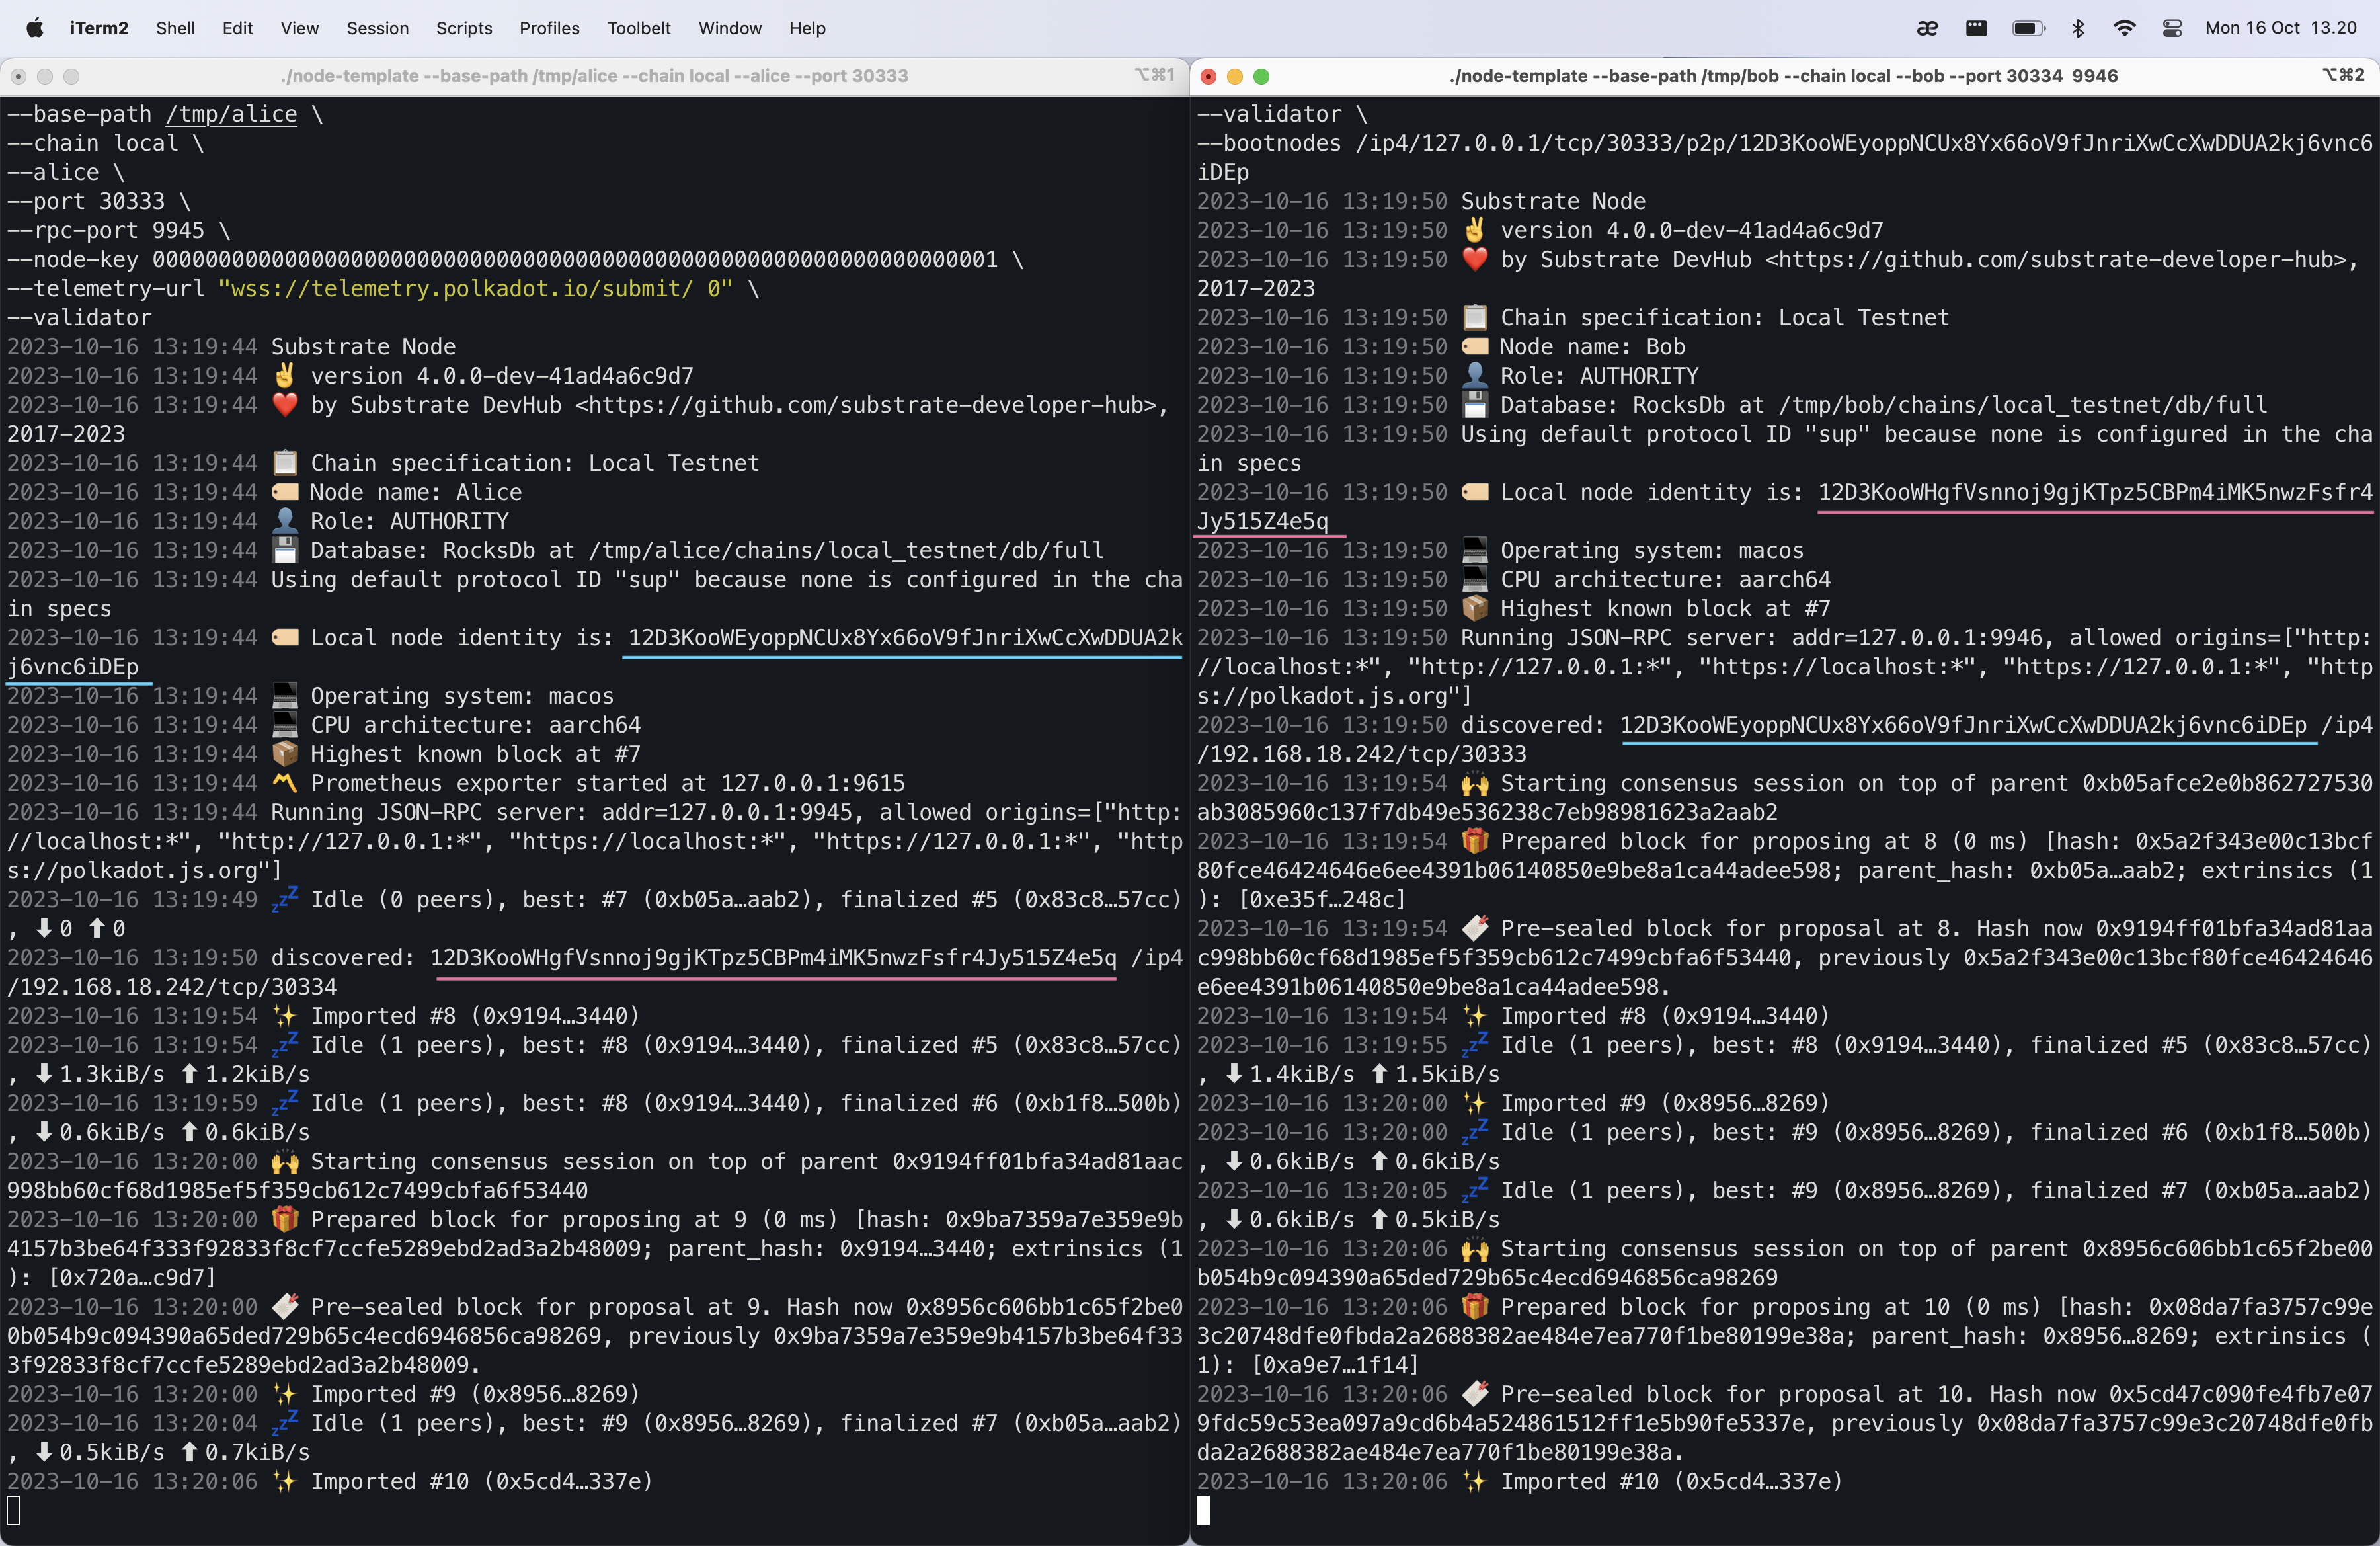 iTerm2 Shell Edit View Session Scripts Profiles Toolbelt Window Help æ Mon 16 Oct 13.20
./node-template --base-path /tmp/alice --chain local --alice --port 30333 ⌥⌘1
--base-path /tmp/alice \
--chain local \
--alice \
--port 30333 \
--rpc-port 9945 \
--node-key 0000000000000000000000000000000000000000000000000000000000000001 \
--telemetry-url "wss://telemetry.polkadot.io/submit/ 0" \
--validator
2023-10-16 13:19:44 Substrate Node
2023-10-16 13:19:44 ✌️ version 4.0.0-dev-41ad4a6c9d7
2023-10-16 13:19:44 ❤️ by Substrate DevHub <https://github.com/substrate-developer-hub>,
2017-2023
2023-10-16 13:19:44 📋 Chain specification: Local Testnet
2023-10-16 13:19:44 🏷 Node name: Alice
2023-10-16 13:19:44 👤 Role: AUTHORITY
2023-10-16 13:19:44 💾 Database: RocksDb at /tmp/alice/chains/local_testnet/db/full
2023-10-16 13:19:44 Using default protocol ID "sup" because none is configured in the cha
in specs
2023-10-16 13:19:44 🏷 Local node identity is: 12D3KooWEyoppNCUx8Yx66oV9fJnriXwCcXwDDUA2k
j6vnc6iDEp
2023-10-16 13:19:44 💻 Operating system: macos
2023-10-16 13:19:44 💻 CPU architecture: aarch64
2023-10-16 13:19:44 📦 Highest known block at #7
2023-10-16 13:19:44 〽️ Prometheus exporter started at 127.0.0.1:9615
2023-10-16 13:19:44 Running JSON-RPC server: addr=127.0.0.1:9945, allowed origins=["http:
//localhost:*", "http://127.0.0.1:*", "https://localhost:*", "https://127.0.0.1:*", "http
s://polkadot.js.org"]
2023-10-16 13:19:49 💤 Idle (0 peers), best: #7 (0xb05a…aab2), finalized #5 (0x83c8…57cc)
, ⬇ 0 ⬆ 0
2023-10-16 13:19:50 discovered: 12D3KooWHgfVsnnoj9gjKTpz5CBPm4iMK5nwzFsfr4Jy515Z4e5q /ip4
/192.168.18.242/tcp/30334
2023-10-16 13:19:54 ✨ Imported #8 (0x9194…3440)
2023-10-16 13:19:54 💤 Idle (1 peers), best: #8 (0x9194…3440), finalized #5 (0x83c8…57cc)
, ⬇ 1.3kiB/s ⬆ 1.2kiB/s
2023-10-16 13:19:59 💤 Idle (1 peers), best: #8 (0x9194…3440), finalized #6 (0xb1f8…500b)
, ⬇ 0.6kiB/s ⬆ 0.6kiB/s
2023-10-16 13:20:00 🙌 Starting consensus session on top of parent 0x9194ff01bfa34ad81aac
998bb60cf68d1985ef5f359cb612c7499cbfa6f53440
2023-10-16 13:20:00 🎁 Prepared block for proposing at 9 (0 ms) [hash: 0x9ba7359a7e359e9b
4157b3be64f333f92833f8cf7ccfe5289ebd2ad3a2b48009; parent_hash: 0x9194…3440; extrinsics (1
): [0x720a…c9d7]
2023-10-16 13:20:00 🔖 Pre-sealed block for proposal at 9. Hash now 0x8956c606bb1c65f2be0
0b054b9c094390a65ded729b65c4ecd6946856ca98269, previously 0x9ba7359a7e359e9b4157b3be64f33
3f92833f8cf7ccfe5289ebd2ad3a2b48009.
2023-10-16 13:20:00 ✨ Imported #9 (0x8956…8269)
2023-10-16 13:20:04 💤 Idle (1 peers), best: #9 (0x8956…8269), finalized #7 (0xb05a…aab2)
, ⬇ 0.5kiB/s ⬆ 0.7kiB/s
2023-10-16 13:20:06 ✨ Imported #10 (0x5cd4…337e)
./node-template --base-path /tmp/bob --chain local --bob --port 30334 9946 ⌥⌘2
--validator \
--bootnodes /ip4/127.0.0.1/tcp/30333/p2p/12D3KooWEyoppNCUx8Yx66oV9fJnriXwCcXwDDUA2kj6vnc6
iDEp
2023-10-16 13:19:50 Substrate Node
2023-10-16 13:19:50 ✌️ version 4.0.0-dev-41ad4a6c9d7
2023-10-16 13:19:50 ❤️ by Substrate DevHub <https://github.com/substrate-developer-hub>,
2017-2023
2023-10-16 13:19:50 📋 Chain specification: Local Testnet
2023-10-16 13:19:50 🏷 Node name: Bob
2023-10-16 13:19:50 👤 Role: AUTHORITY
2023-10-16 13:19:50 💾 Database: RocksDb at /tmp/bob/chains/local_testnet/db/full
2023-10-16 13:19:50 Using default protocol ID "sup" because none is configured in the cha
in specs
2023-10-16 13:19:50 🏷 Local node identity is: 12D3KooWHgfVsnnoj9gjKTpz5CBPm4iMK5nwzFsfr4
Jy515Z4e5q
2023-10-16 13:19:50 💻 Operating system: macos
2023-10-16 13:19:50 💻 CPU architecture: aarch64
2023-10-16 13:19:50 📦 Highest known block at #7
2023-10-16 13:19:50 Running JSON-RPC server: addr=127.0.0.1:9946, allowed origins=["http:
//localhost:*", "http://127.0.0.1:*", "https://localhost:*", "https://127.0.0.1:*", "http
s://polkadot.js.org"]
2023-10-16 13:19:50 discovered: 12D3KooWEyoppNCUx8Yx66oV9fJnriXwCcXwDDUA2kj6vnc6iDEp /ip4
/192.168.18.242/tcp/30333
2023-10-16 13:19:54 🙌 Starting consensus session on top of parent 0xb05afce2e0b862727530
ab3085960c137f7db49e536238c7eb98981623a2aab2
2023-10-16 13:19:54 🎁 Prepared block for proposing at 8 (0 ms) [hash: 0x5a2f343e00c13bcf
80fce46424646e6ee4391b06140850e9be8a1ca44adee598; parent_hash: 0xb05a…aab2; extrinsics (1
): [0xe35f…248c]
2023-10-16 13:19:54 🔖 Pre-sealed block for proposal at 8. Hash now 0x9194ff01bfa34ad81aa
c998bb60cf68d1985ef5f359cb612c7499cbfa6f53440, previously 0x5a2f343e00c13bcf80fce46424646
e6ee4391b06140850e9be8a1ca44adee598.
2023-10-16 13:19:54 ✨ Imported #8 (0x9194…3440)
2023-10-16 13:19:55 💤 Idle (1 peers), best: #8 (0x9194…3440), finalized #5 (0x83c8…57cc)
, ⬇ 1.4kiB/s ⬆ 1.5kiB/s
2023-10-16 13:20:00 ✨ Imported #9 (0x8956…8269)
2023-10-16 13:20:00 💤 Idle (1 peers), best: #9 (0x8956…8269), finalized #6 (0xb1f8…500b)
, ⬇ 0.6kiB/s ⬆ 0.6kiB/s
2023-10-16 13:20:05 💤 Idle (1 peers), best: #9 (0x8956…8269), finalized #7 (0xb05a…aab2)
, ⬇ 0.6kiB/s ⬆ 0.5kiB/s
2023-10-16 13:20:06 🙌 Starting consensus session on top of parent 0x8956c606bb1c65f2be00
b054b9c094390a65ded729b65c4ecd6946856ca98269
2023-10-16 13:20:06 🎁 Prepared block for proposing at 10 (0 ms) [hash: 0x08da7fa3757c99e
3c20748dfe0fbda2a2688382ae484e7ea770f1be80199e38a; parent_hash: 0x8956…8269; extrinsics (
1): [0xa9e7…1f14]
2023-10-16 13:20:06 🔖 Pre-sealed block for proposal at 10. Hash now 0x5cd47c090fe4fb7e07
9fdc59c53ea097a9cd6b4a524861512ff1e5b90fe5337e, previously 0x08da7fa3757c99e3c20748dfe0fb
da2a2688382ae484e7ea770f1be80199e38a.
2023-10-16 13:20:06 ✨ Imported #10 (0x5cd4…337e)